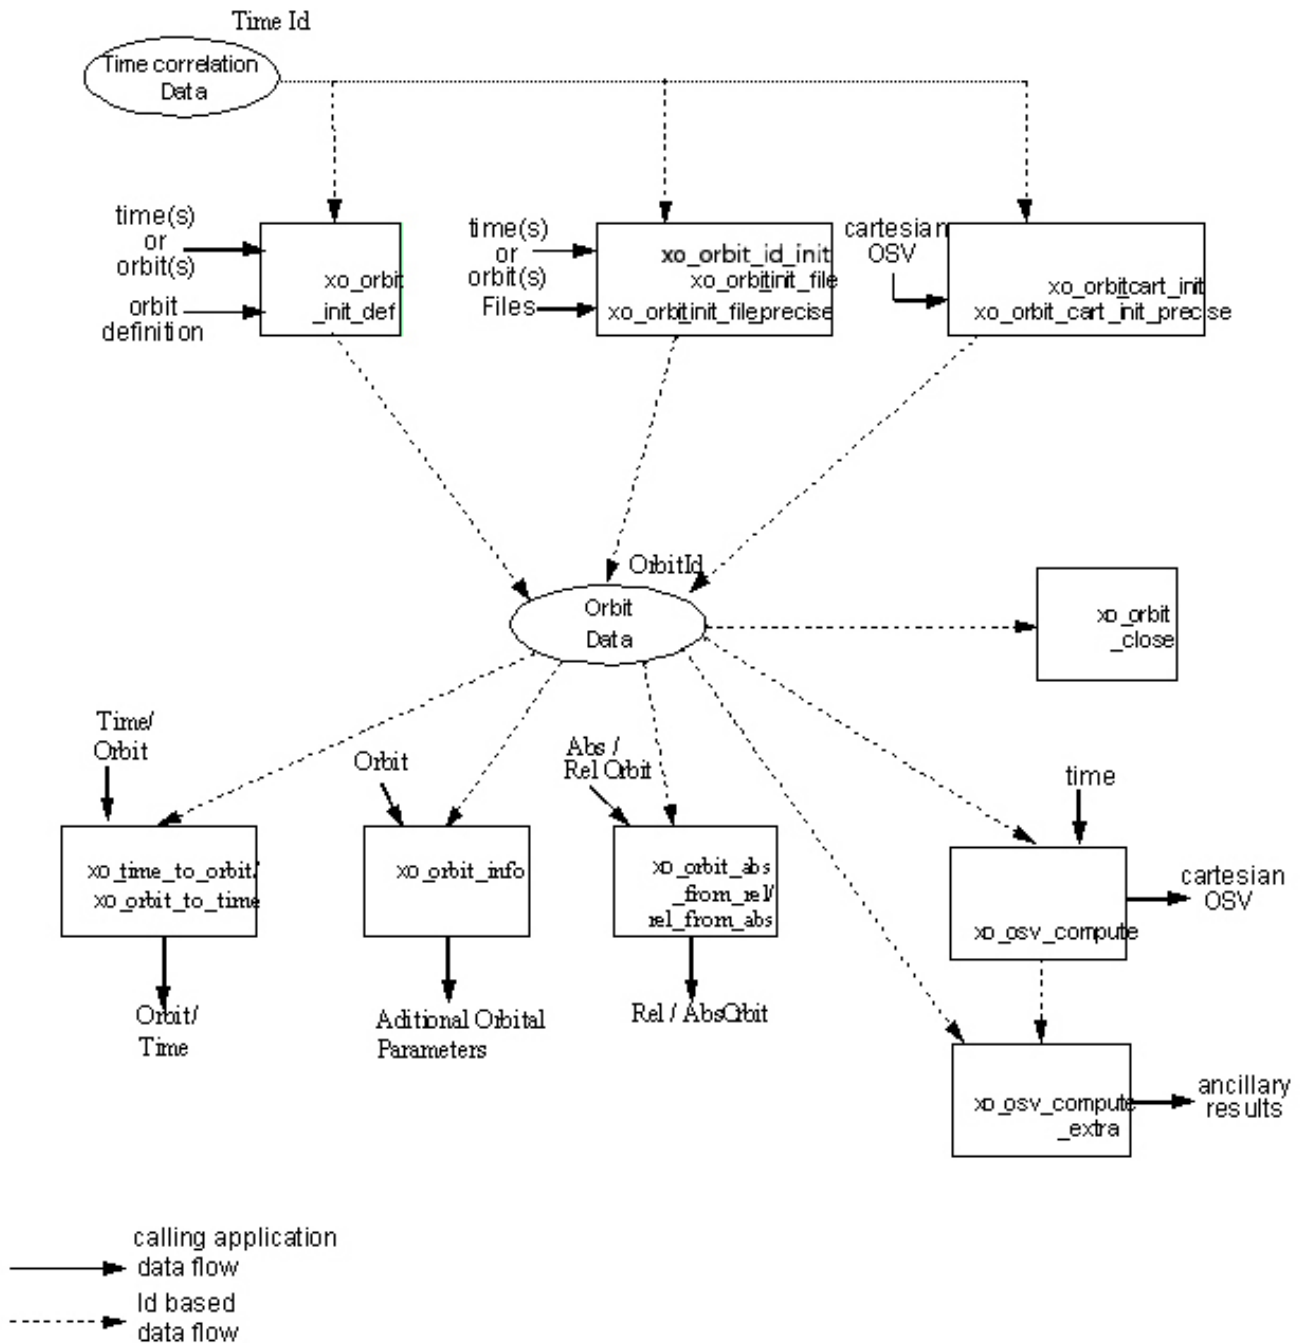 Time Id
Time correlation
Data
time(s)
or
orbit(s)
orbit
definition
xo_orbit
_init_def
time(s)
or
orbit(s)
Files
xo_orbit_id_init
xo_orbit_init_file
xo_orbit_init_file_precise
cartesian
OSV
xo_orbit_cart_init
xo_orbit_cart_init_precise
OrbitId
Orbit
Data
xo_orbit
_close
Time/
Orbit
xo_time_to_orbit/
xo_orbit_to_time
Orbit/
Time
Orbit
xo_orbit_info
Aditional Orbital
Parameters
Abs /
Rel Orbit
xo_orbit_abs
_from_rel/
rel_from_abs
Rel / AbsOrbit
time
xo_osv_compute
cartesian
OSV
xo_osv_compute
_extra
ancillary
results
calling application
data flow
Id based
data flow